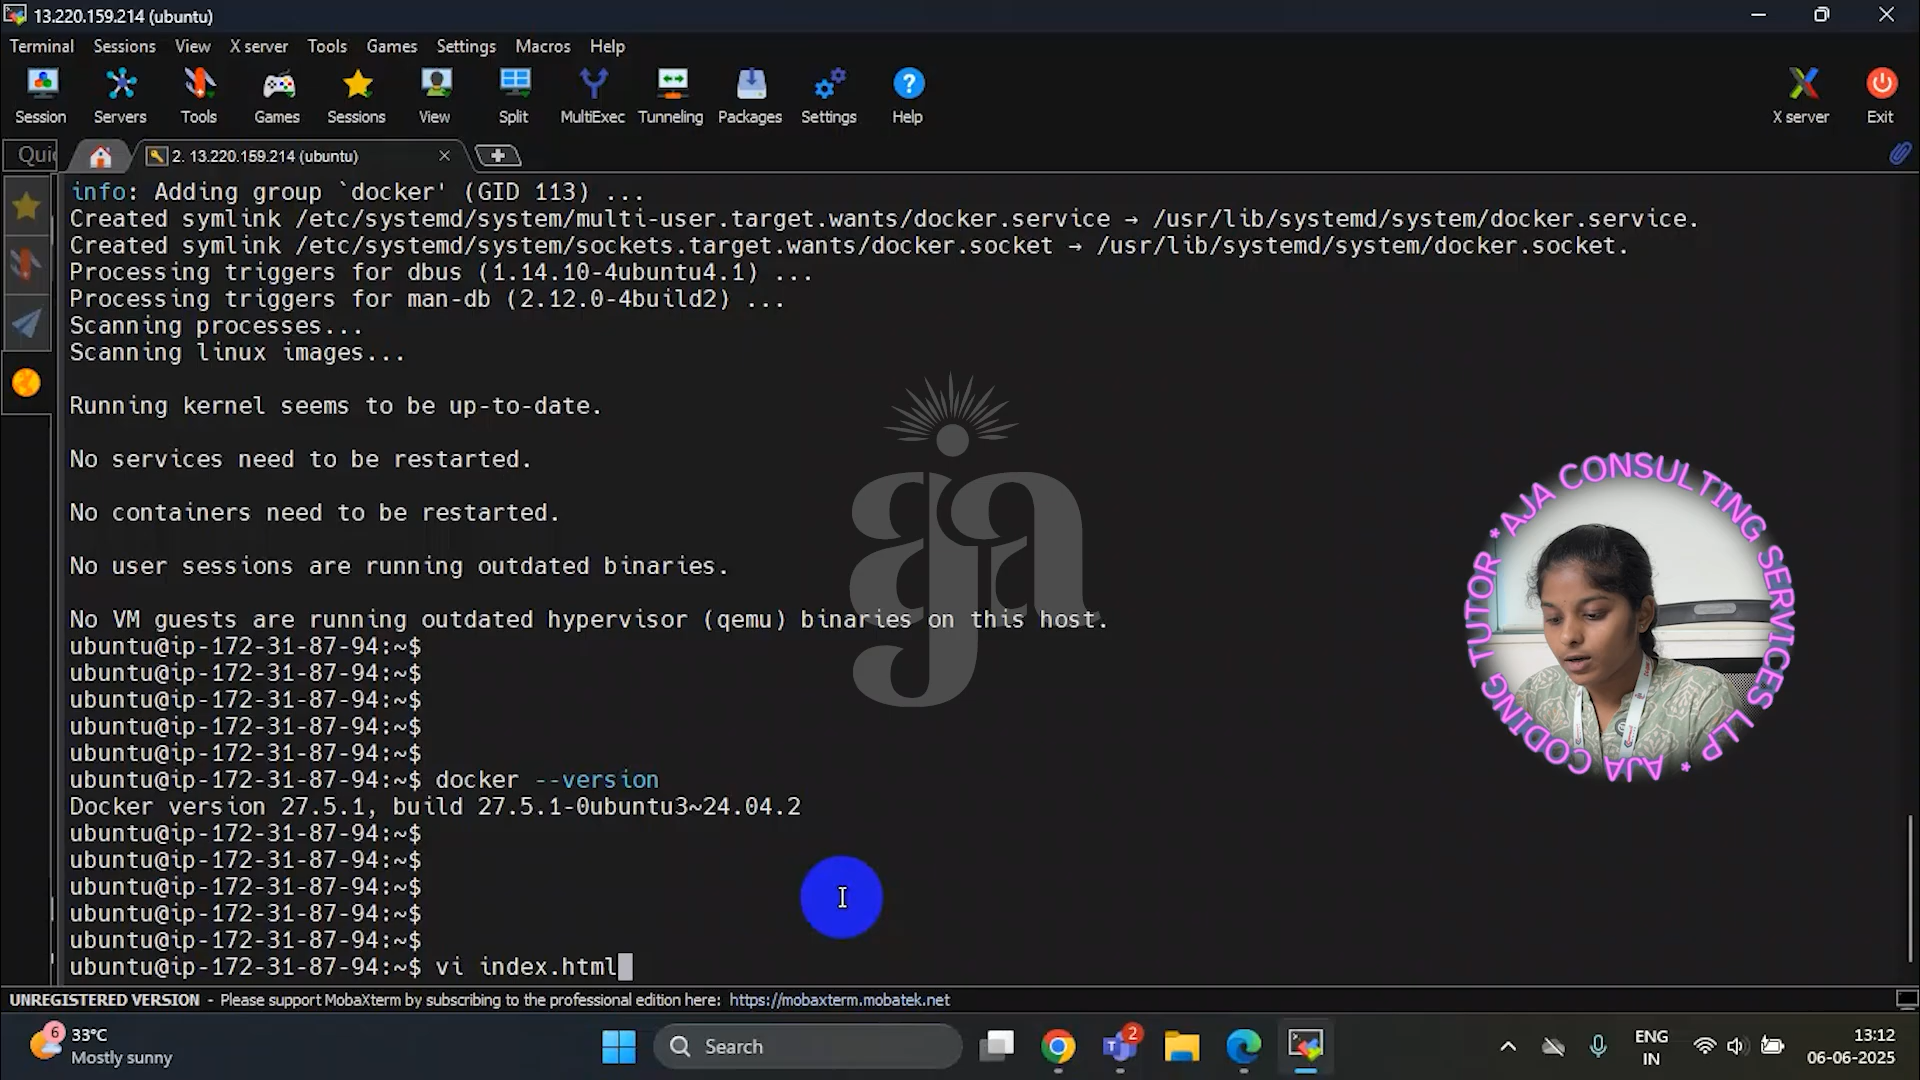 13.220.159.214 (ubuntu)
Terminal Sessions View X server Tools Games Settings Macros Help
Session Servers Tools Games Sessions View Split MultiExec Tunneling Packages Settings Help X server Exit
2. 13.220.159.214 (ubuntu)
info: Adding group `docker' (GID 113) ...
Created symlink /etc/systemd/system/multi-user.target.wants/docker.service → /usr/lib/systemd/system/docker.service.
Created symlink /etc/systemd/system/sockets.target.wants/docker.socket → /usr/lib/systemd/system/docker.socket.
Processing triggers for dbus (1.14.10-4ubuntu4.1) ...
Processing triggers for man-db (2.12.0-4build2) ...
Scanning processes...
Scanning linux images...
Running kernel seems to be up-to-date.
No services need to be restarted.
No containers need to be restarted.
No user sessions are running outdated binaries.
No VM guests are running outdated hypervisor (qemu) binaries on this host.
ubuntu@ip-172-31-87-94:~$
ubuntu@ip-172-31-87-94:~$
ubuntu@ip-172-31-87-94:~$
ubuntu@ip-172-31-87-94:~$
ubuntu@ip-172-31-87-94:~$
ubuntu@ip-172-31-87-94:~$ docker --version
Docker version 27.5.1, build 27.5.1-0ubuntu3~24.04.2
ubuntu@ip-172-31-87-94:~$
ubuntu@ip-172-31-87-94:~$
ubuntu@ip-172-31-87-94:~$
ubuntu@ip-172-31-87-94:~$
ubuntu@ip-172-31-87-94:~$
ubuntu@ip-172-31-87-94:~$ vi index.html
aja
*AJA CONSULTING SERVICES LLP * AJA CODING TUTOR
UNREGISTERED VERSION - Please support MobaXterm by subscribing to the professional edition here: https://mobaxterm.mobatek.net
6
33°C
Mostly sunny
Search
2
ENG
IN
13:12
06-06-2025